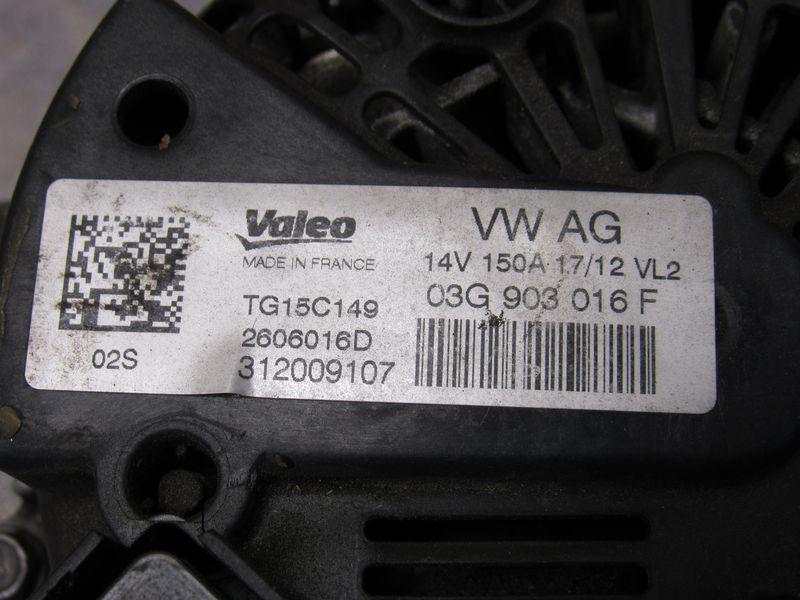 Valeo
MADE IN FRANCE
TG15C149
2606016D
312009107
02S
VW AG
14V 150A 17/12 VL2
03G 903 016 F